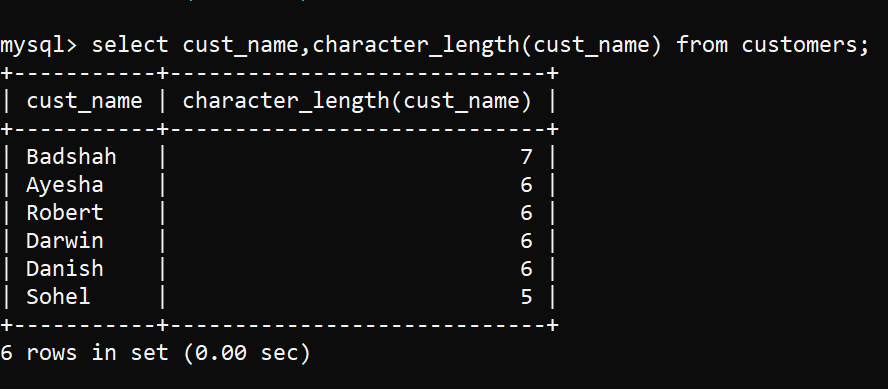 mysql> select cust_name,character_length(cust_name) from customers;
+-----------+-----------------------------+
| cust_name | character_length(cust_name) |
+-----------+-----------------------------+
| Badshah   |                           7 |
| Ayesha    |                           6 |
| Robert    |                           6 |
| Darwin    |                           6 |
| Danish    |                           6 |
| Sohel     |                           5 |
+-----------+-----------------------------+
6 rows in set (0.00 sec)